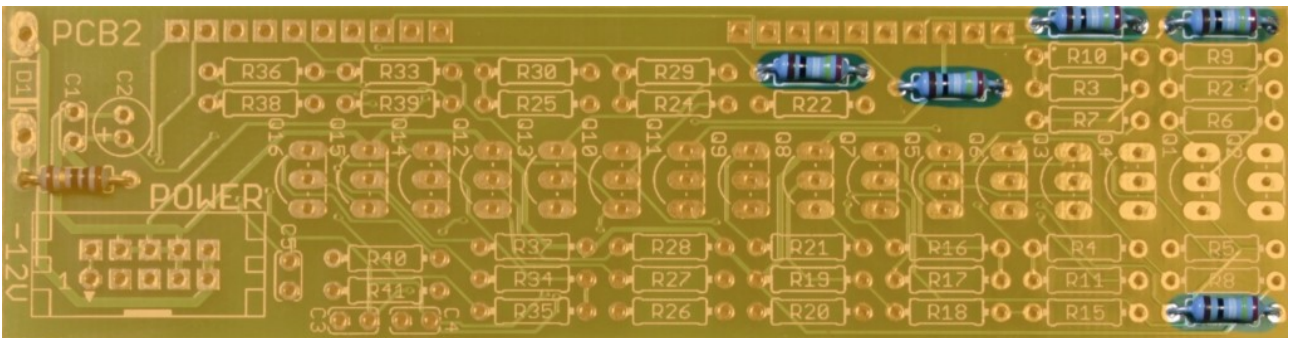 PCB2
D1
C1
C2
+
R36 R33 R30 R29 R10 R9
R38 R39 R25 R24 R22 R3 R2
R7 R6
Q16 Q15 Q14 Q12 Q13 Q10 Q11 Q9 Q8 Q7 Q5 Q6 Q3 Q4 Q1 Q2
POWER
-12V
1
C5
R37 R28 R21 R16 R4 R5
R40 R34 R27 R19 R17 R11 R8
R41 R35 R26 R20 R18 R15
C3 C4